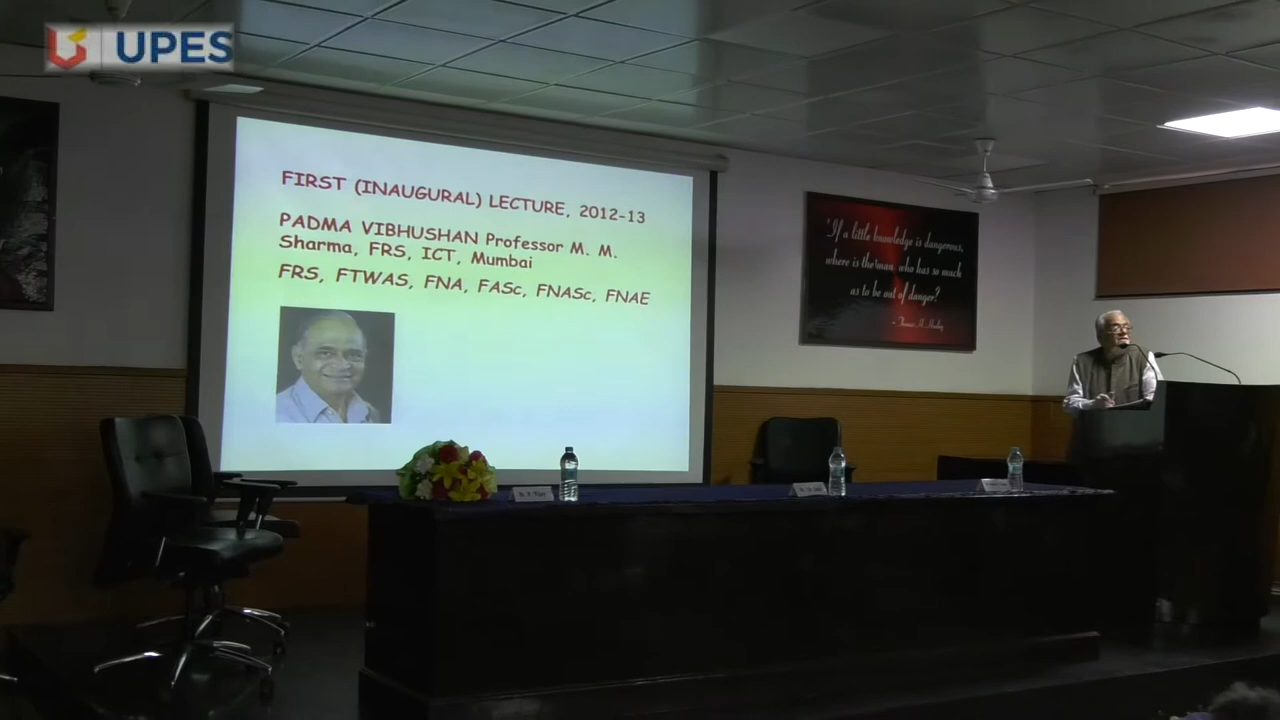 UPES
FIRST (INAUGURAL) LECTURE, 2012-13
PADMA VIBHUSHAN Professor M. M.
Sharma, FRS, ICT, Mumbai
FRS, FTWAS, FNA, FASc, FNASc, FNAE
'If a little knowledge is dangerous,
where is the man who has so much
as to be out of danger?